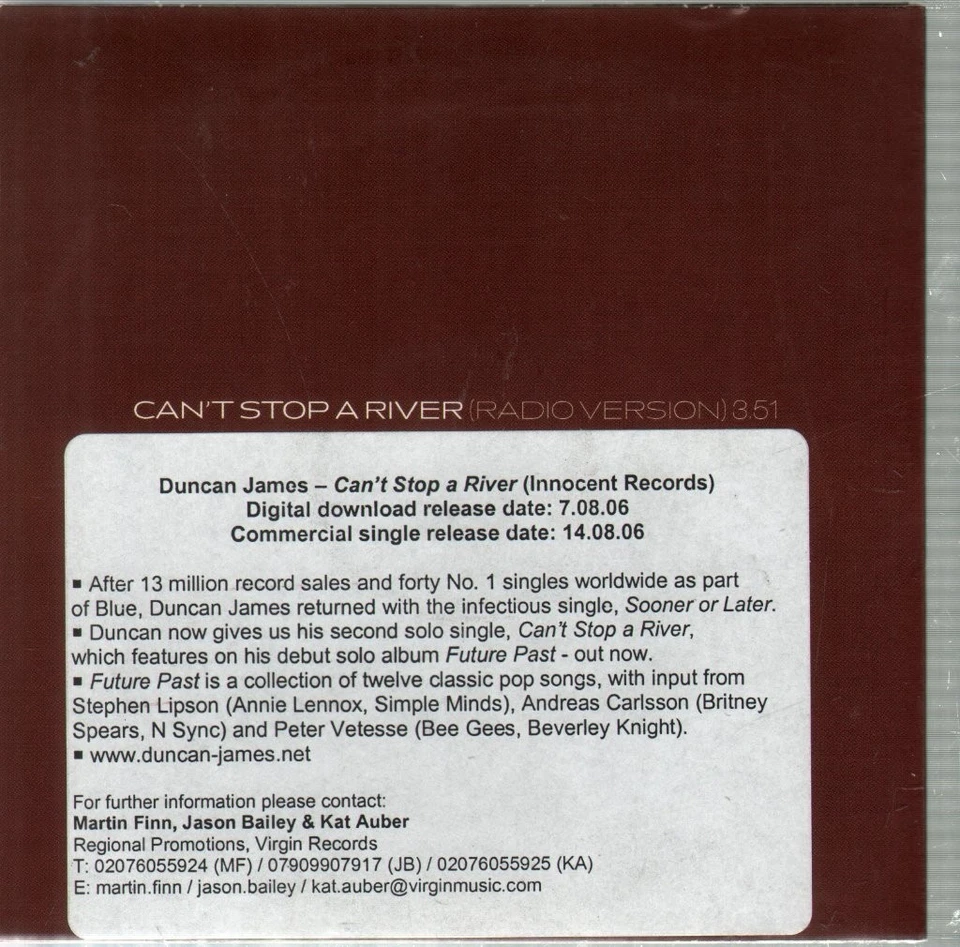 CAN'T STOP A RIVER (RADIO VERSION) 3.51
Duncan James – Can't Stop a River (Innocent Records)
Digital download release date: 7.08.06
Commercial single release date: 14.08.06
▪ After 13 million record sales and forty No. 1 singles worldwide as part
of Blue, Duncan James returned with the infectious single, Sooner or Later.
▪ Duncan now gives us his second solo single, Can't Stop a River,
which features on his debut solo album Future Past - out now.
▪ Future Past is a collection of twelve classic pop songs, with input from
Stephen Lipson (Annie Lennox, Simple Minds), Andreas Carlsson (Britney
Spears, N Sync) and Peter Vetesse (Bee Gees, Beverley Knight).
▪ www.duncan-james.net
For further information please contact:
Martin Finn, Jason Bailey & Kat Auber
Regional Promotions, Virgin Records
T: 02076055924 (MF) / 07909907917 (JB) / 02076055925 (KA)
E: martin.finn / jason.bailey / kat.auber@virginmusic.com